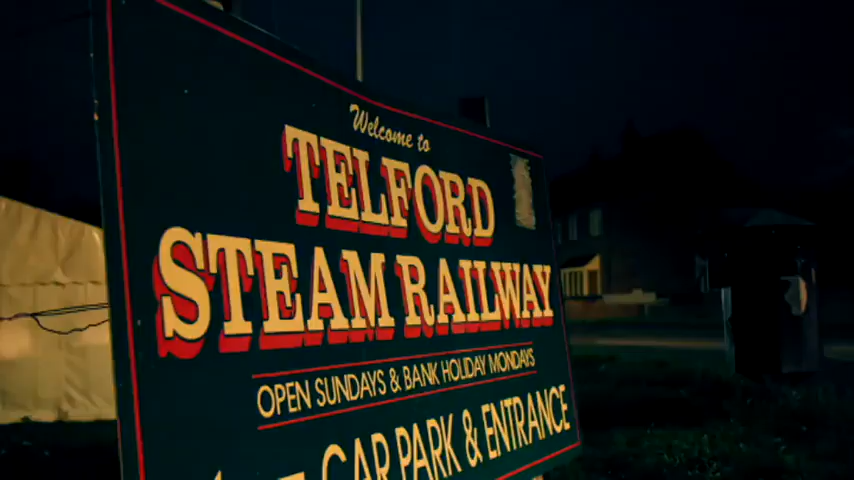 Welcome to
TELFORD
STEAM RAILWAY
OPEN SUNDAYS & BANK HOLIDAY MONDAYS
CAR PARK & ENTRANCE